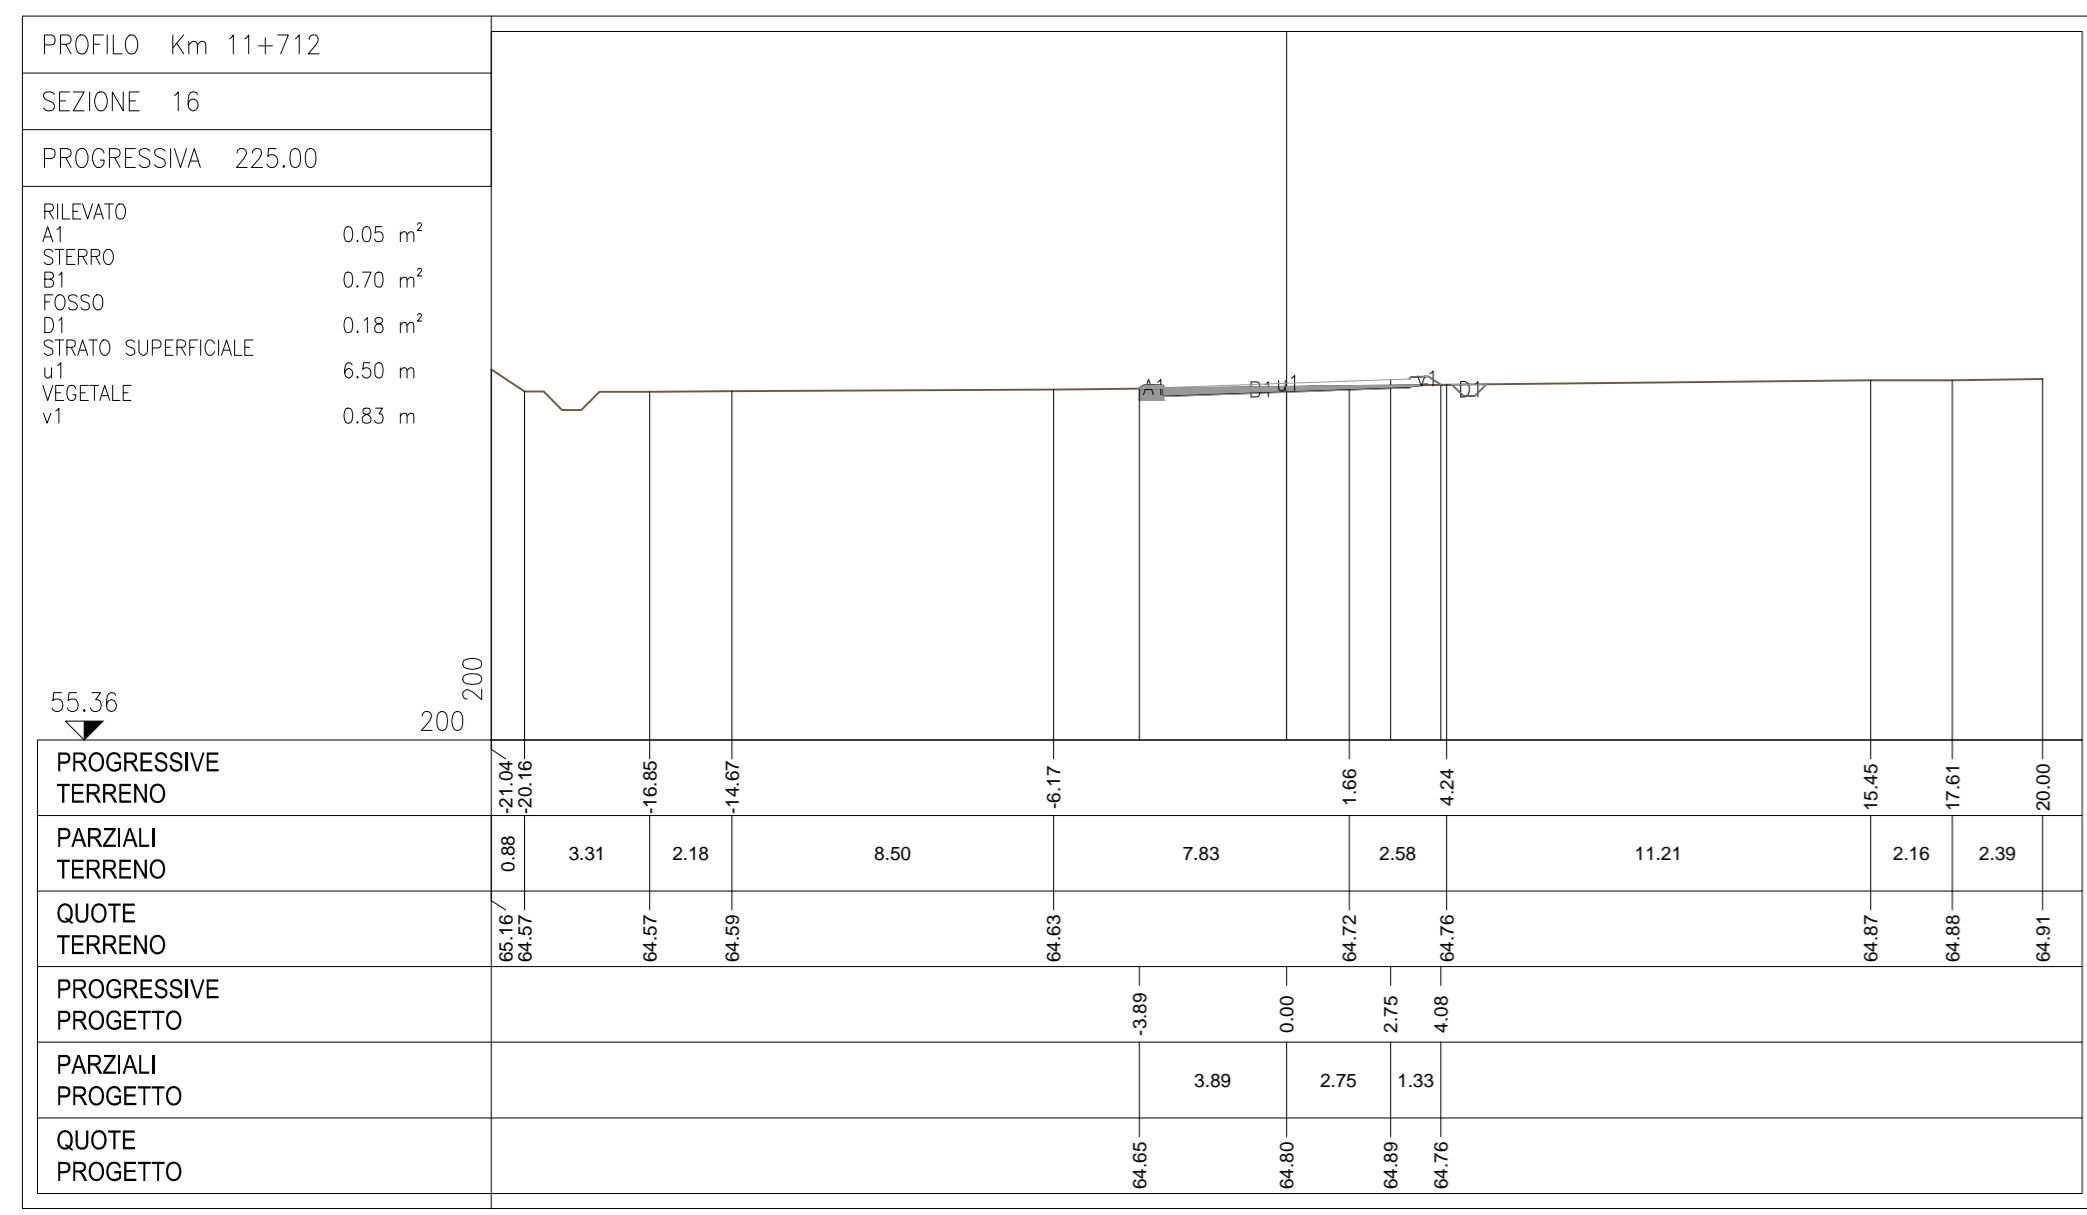 PROFILO Km 11+712
SEZIONE 16
PROGRESSIVA 225.00
RILEVATO
A1 0.05 m²
STERRO
B1 0.70 m²
FOSSO
D1 0.18 m²
STRATO SUPERFICIALE
u1 6.50 m
VEGETALE
v1 0.83 m
A1 B1 u1 v1 D1
200
55.36
200
PROGRESSIVE
TERRENO
-21.04 -20.16 -16.85 -14.67 -6.17 1.66 4.24 15.45 17.61 20.00
PARZIALI
TERRENO
0.88 3.31 2.18 8.50 7.83 2.58 11.21 2.16 2.39
QUOTE
TERRENO
65.16 64.57 64.57 64.59 64.63 64.72 64.76 64.87 64.88 64.91
PROGRESSIVE
PROGETTO
-3.89 0.00 2.75 4.08
PARZIALI
PROGETTO
3.89 2.75 1.33
QUOTE
PROGETTO
64.65 64.80 64.89 64.76